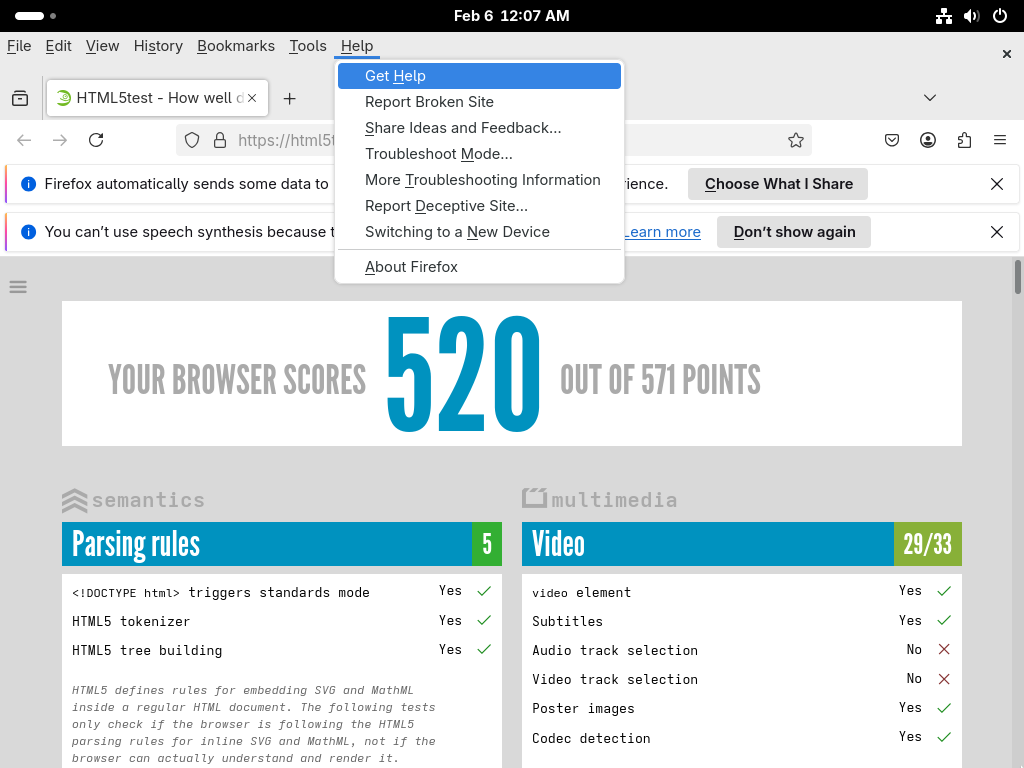 Feb 6 12:07 AM
File Edit View History Bookmarks Tools Help
HTML5test - How well d
https://html5t
Get Help
Report Broken Site
Share Ideas and Feedback...
Troubleshoot Mode...
More Troubleshooting Information
Report Deceptive Site...
Switching to a New Device
About Firefox
Firefox automatically sends some data to
rience. Choose What I Share
You can't use speech synthesis because t
Learn more Don't show again
YOUR BROWSER SCORES 520 OUT OF 571 POINTS
semantics
Parsing rules 5
<!DOCTYPE html> triggers standards mode Yes
HTML5 tokenizer Yes
HTML5 tree building Yes
HTML5 defines rules for embedding SVG and MathML
inside a regular HTML document. The following tests
only check if the browser is following the HTML5
parsing rules for inline SVG and MathML, not if the
browser can actually understand and render it.
multimedia
Video 29/33
video element Yes
Subtitles Yes
Audio track selection No
Video track selection No
Poster images Yes
Codec detection Yes